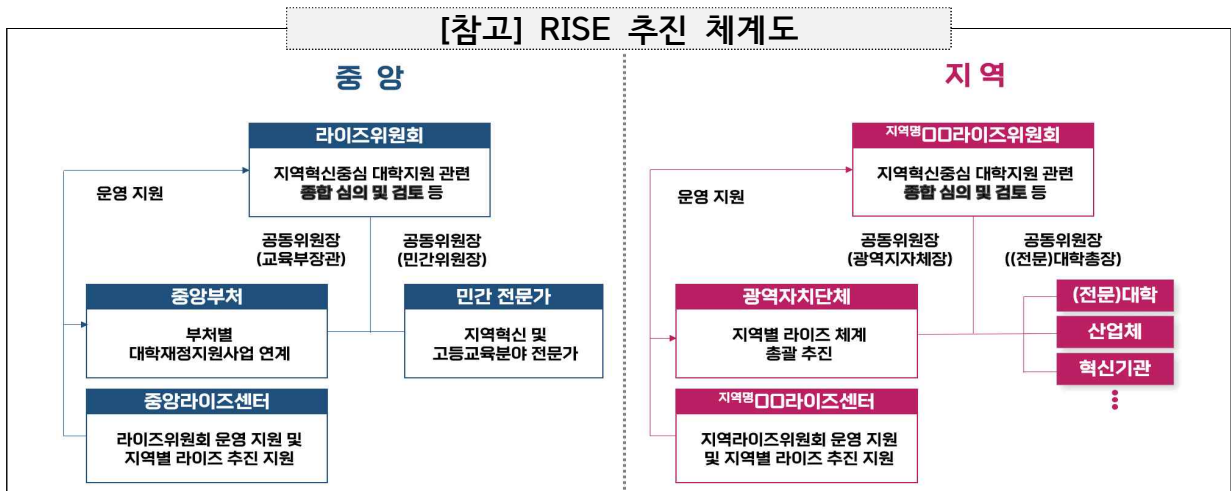 [참고] RISE 추진 체계도
중 앙
라이즈위원회
지역혁신중심 대학지원 관련
종합 심의 및 검토 등
운영 지원
공동위원장
(교육부장관)
공동위원장
(민간위원장)
중앙부처
부처별
대학재정지원사업 연계
민간 전문가
지역혁신 및
고등교육분야 전문가
중앙라이즈센터
라이즈위원회 운영 지원 및
지역별 라이즈 추진 지원
지 역
지역명□□라이즈위원회
지역혁신중심 대학지원 관련
종합 심의 및 검토 등
운영 지원
공동위원장
(광역지자체장)
공동위원장
((전문)대학총장)
광역자치단체
지역별 라이즈 체계
총괄 추진
(전문)대학
산업체
혁신기관
지역명□□라이즈센터
지역라이즈위원회 운영 지원
및 지역별 라이즈 추진 지원